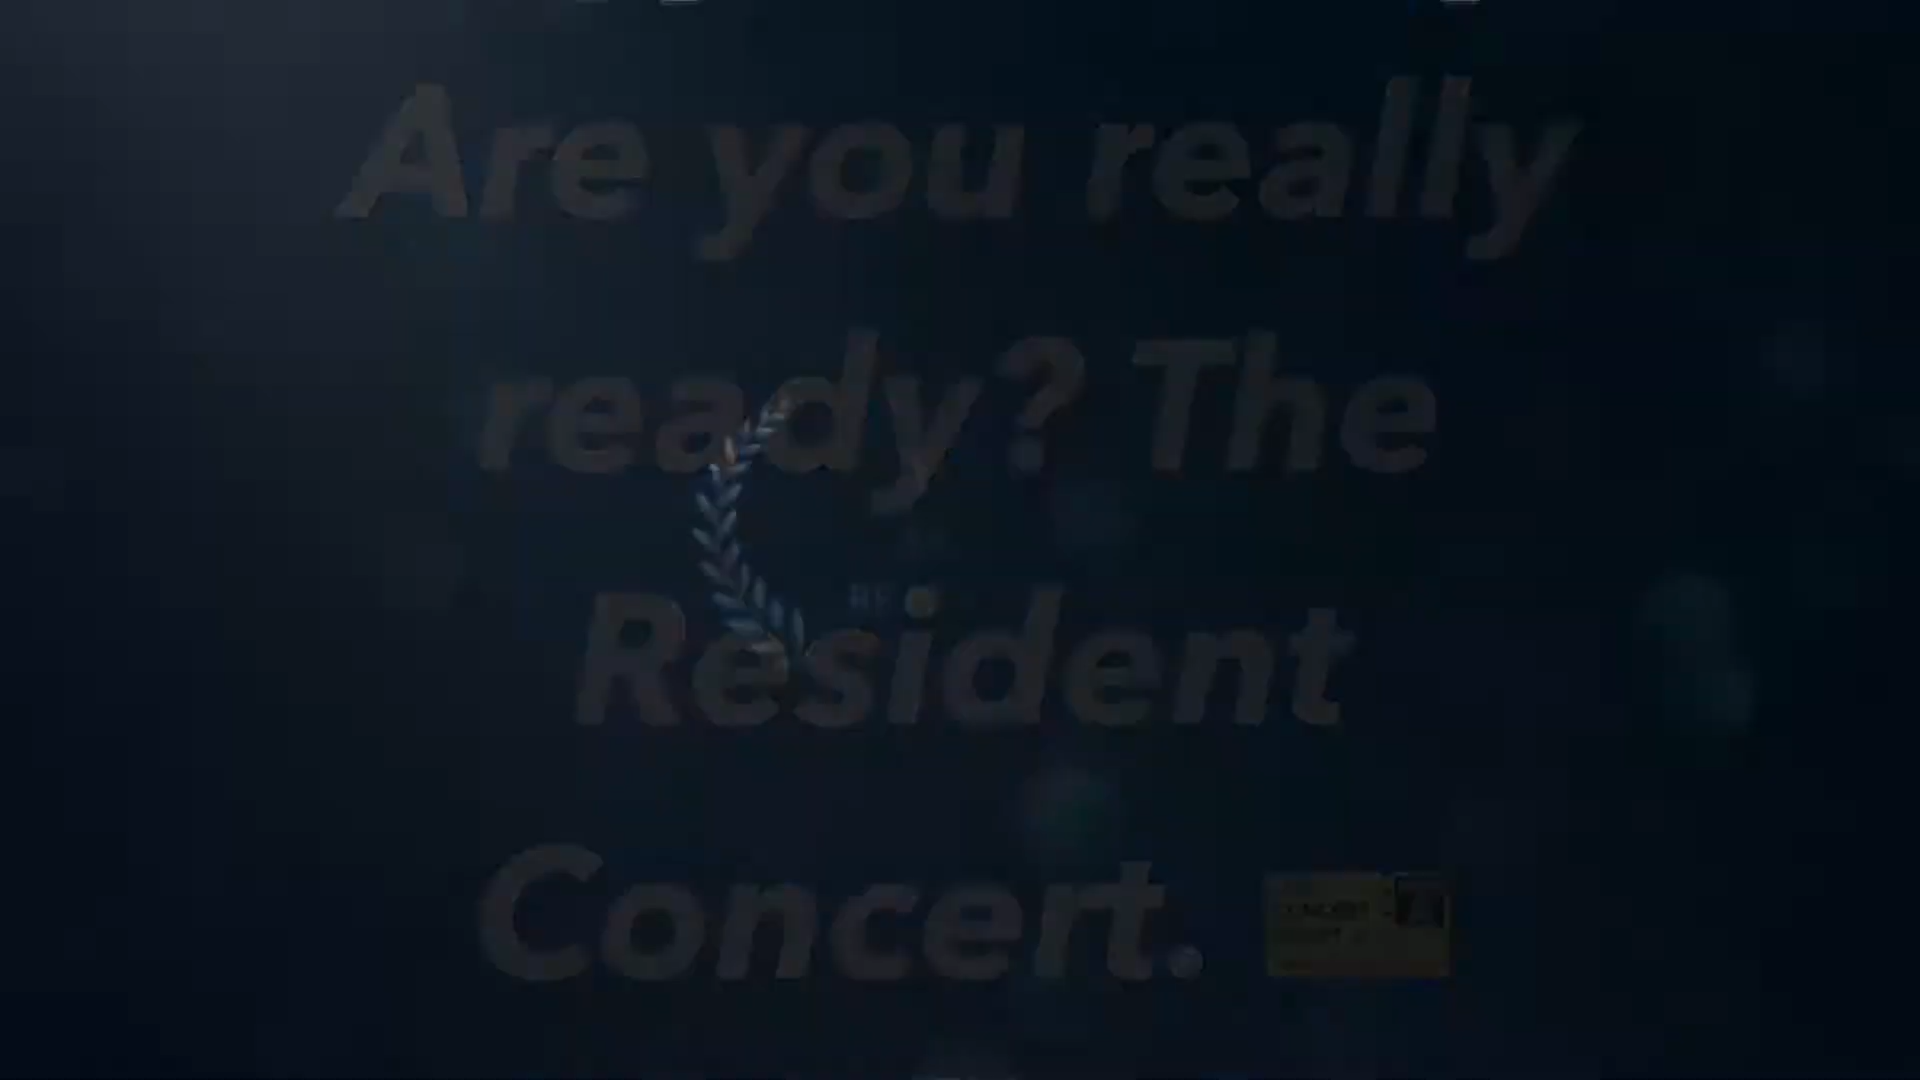 Are you really
ready? The
Resident
Concert.